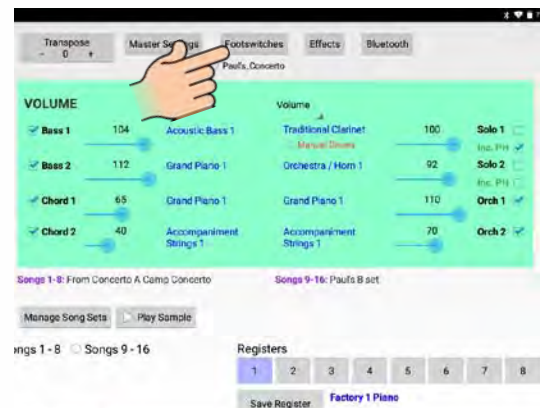 Transpose
- 0 +
Master Settings
Footswitches
Effects
Bluetooth
Paul's_Concerto
VOLUME
Volume
Bass 1 104 Acoustic Bass 1 Traditional Clarinet 100 Solo 1
Manual Drums Inc. PH
Bass 2 112 Grand Piano 1 Orchestra / Horn 1 92 Solo 2
Inc. PH
Chord 1 65 Grand Piano 1 Grand Piano 1 110 Orch 1
Chord 2 40 Accompaniment Strings 1 Accompaniment Strings 1 70 Orch 2
Songs 1-8: From Concerto A Camp Concerto Songs 9-16: Paul's B set
Manage Song Sets Play Sample
ongs 1 - 8 Songs 9 - 16 Registers
1 2 3 4 5 6 7 8
Save Register Factory 1 Piano